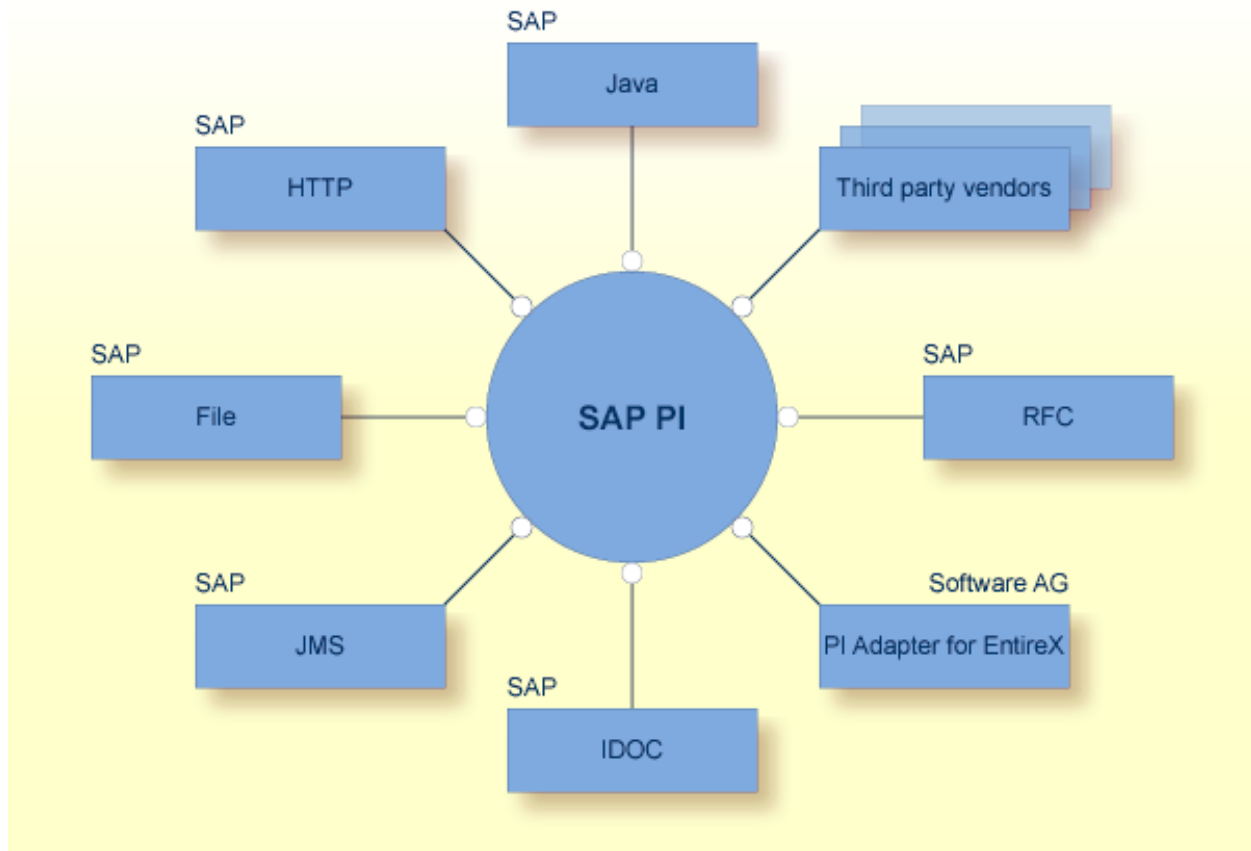 SAP
Java
SAP
HTTP
Third party vendors
SAP
File
SAP PI
SAP
RFC
SAP
JMS
Software AG
PI Adapter for EntireX
SAP
IDOC